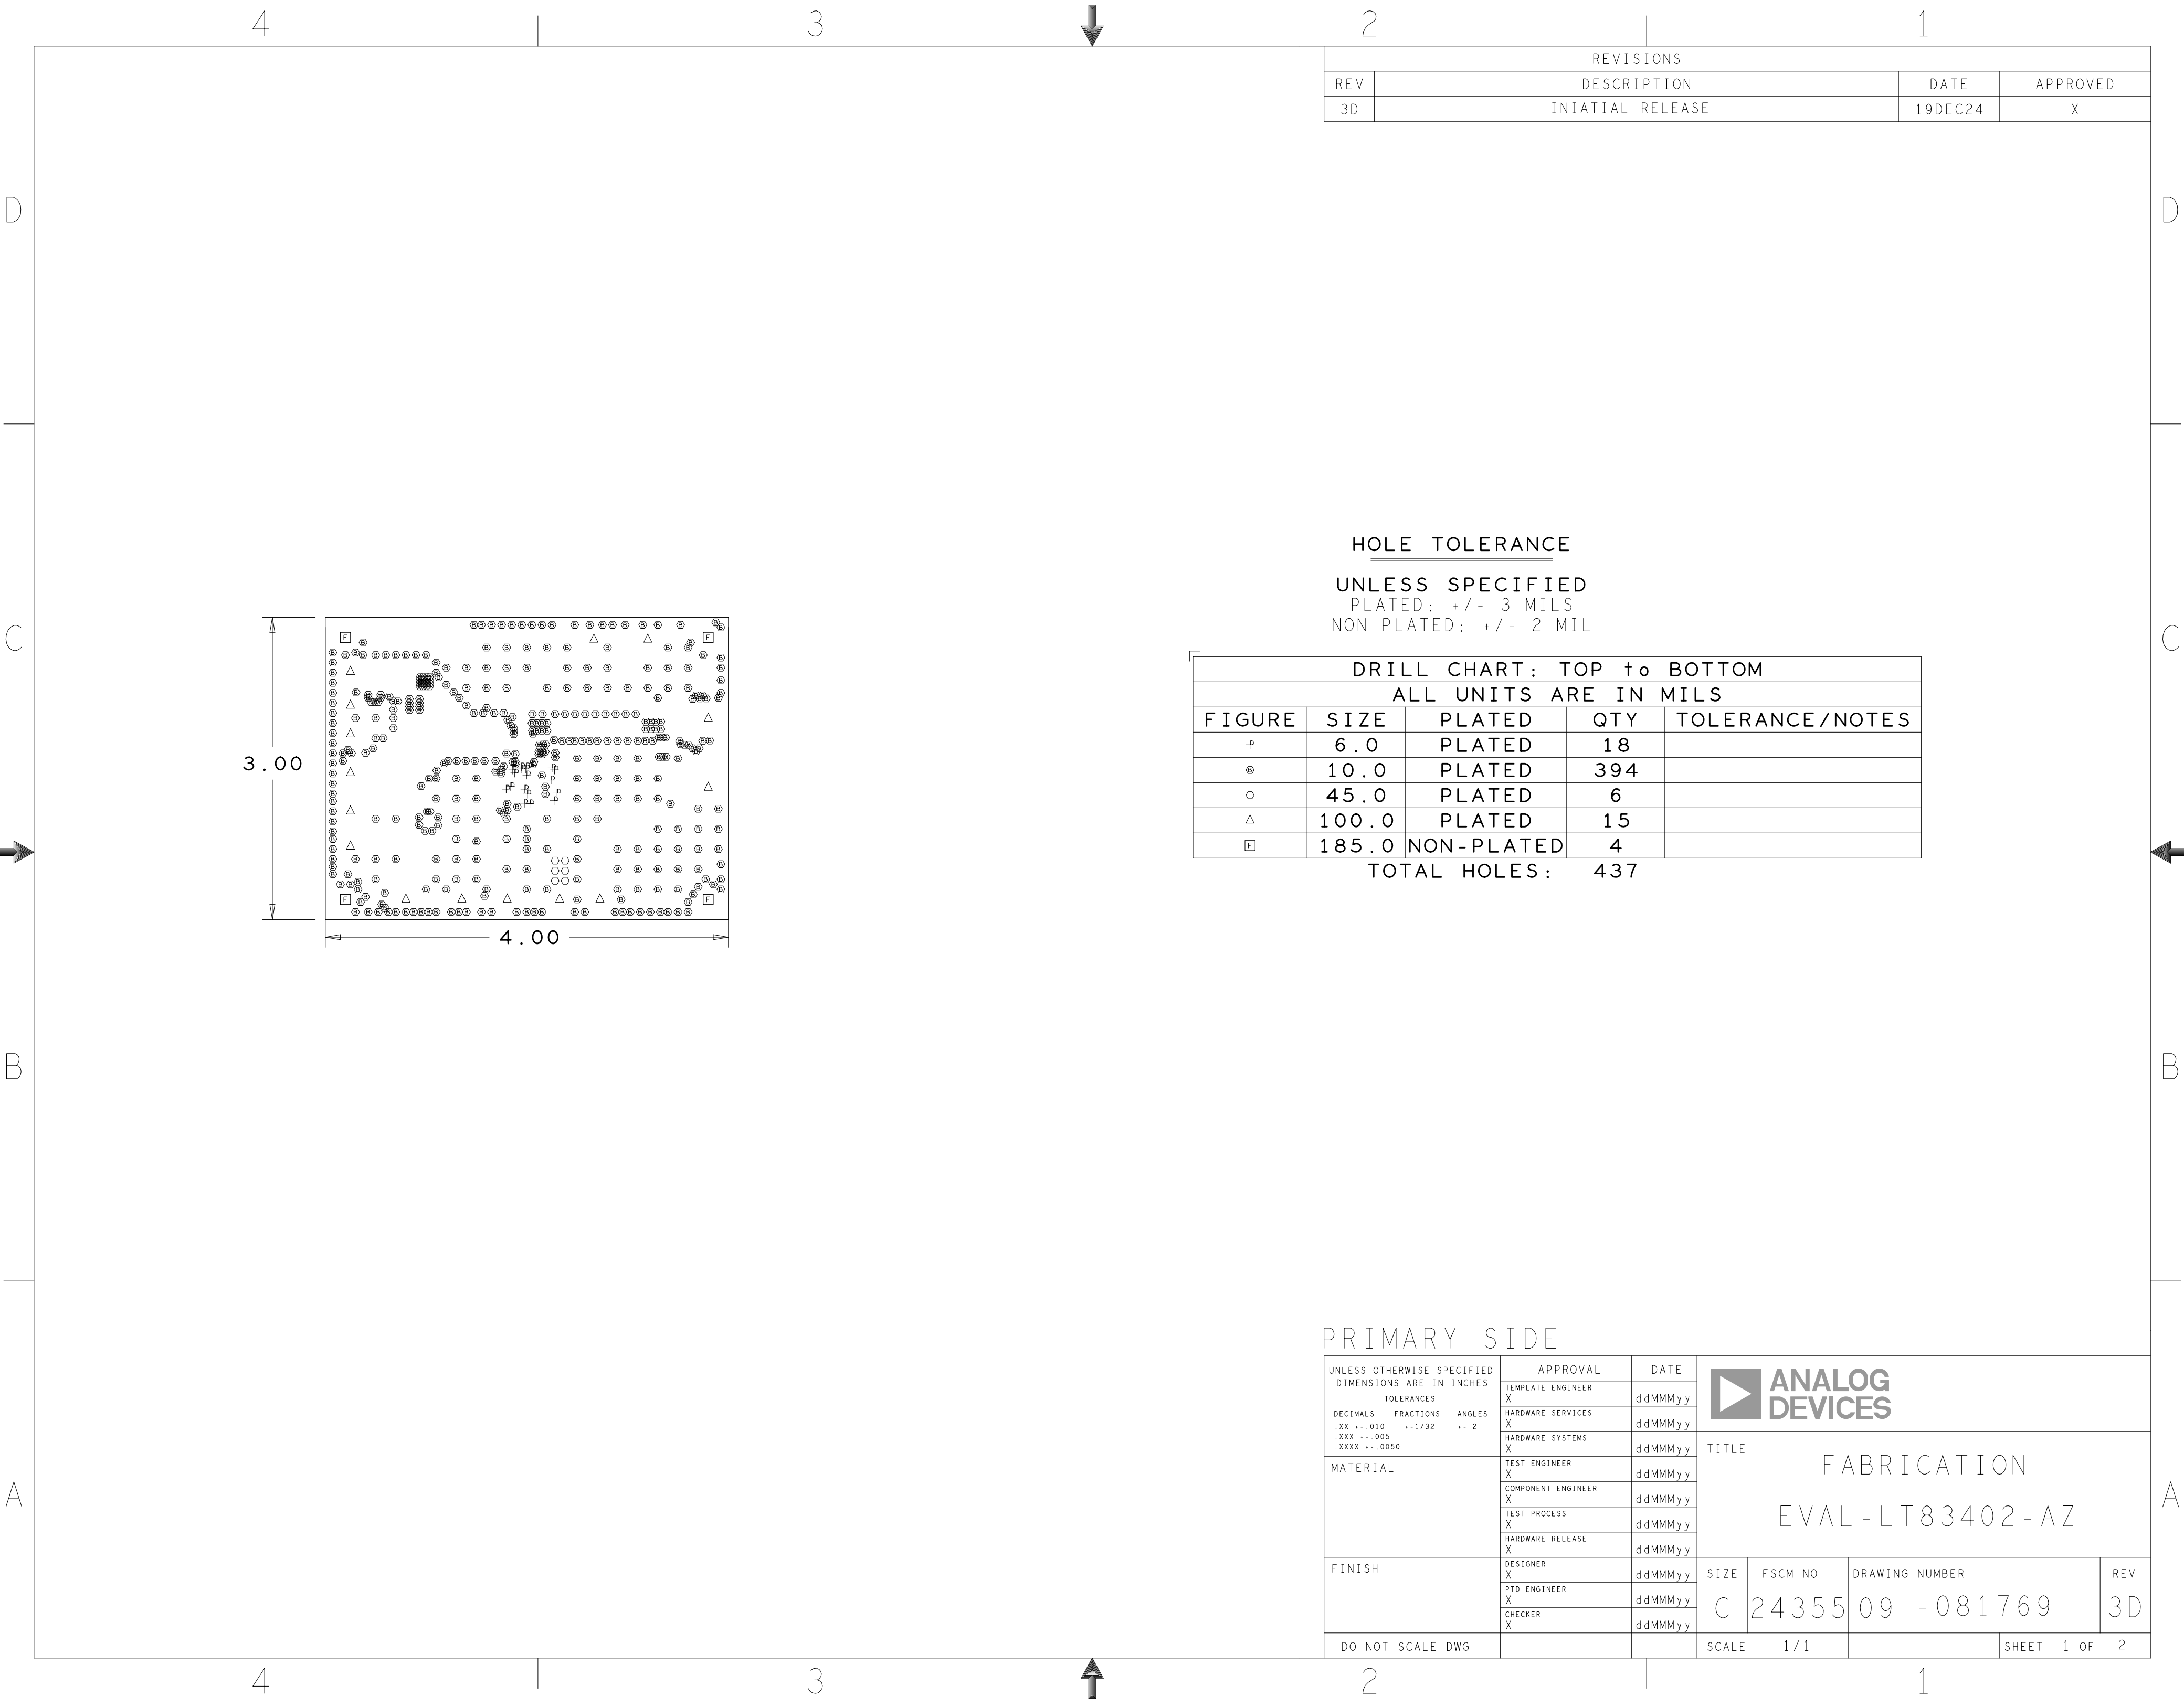 4 3 2 1
REVISIONS
REV DESCRIPTION DATE APPROVED
3D INIATIAL RELEASE 19DEC24 X
D D
HOLE TOLERANCE
UNLESS SPECIFIED
PLATED: +/- 3 MILS
NON PLATED: +/- 2 MIL
C C
DRILL CHART: TOP to BOTTOM
ALL UNITS ARE IN MILS
FIGURE SIZE PLATED QTY TOLERANCE/NOTES
P 6.0 PLATED 18
B 10.0 PLATED 394
45.0 PLATED 6
100.0 PLATED 15
F 185.0 NON-PLATED 4
TOTAL HOLES: 437
F F
3.00
F F
4.00
B B
PRIMARY SIDE
UNLESS OTHERWISE SPECIFIED
DIMENSIONS ARE IN INCHES
TOLERANCES
DECIMALS FRACTIONS ANGLES
.XX +-.010 +-1/32 +- 2
.XXX +-.005
.XXXX +-.0050
MATERIAL
FINISH
DO NOT SCALE DWG
APPROVAL DATE
TEMPLATE ENGINEER
X ddMMMyy
HARDWARE SERVICES
X ddMMMyy
HARDWARE SYSTEMS
X ddMMMyy
TEST ENGINEER
X ddMMMyy
COMPONENT ENGINEER
X ddMMMyy
TEST PROCESS
X ddMMMyy
HARDWARE RELEASE
X ddMMMyy
DESIGNER
X ddMMMyy
PTD ENGINEER
X ddMMMyy
CHECKER
X ddMMMyy
ANALOG
DEVICES
TITLE
FABRICATION
EVAL-LT83402-AZ
SIZE FSCM NO DRAWING NUMBER REV
C 24355 09 -081769 3D
SCALE 1/1 SHEET 1 OF 2
A A
4 3 2 1